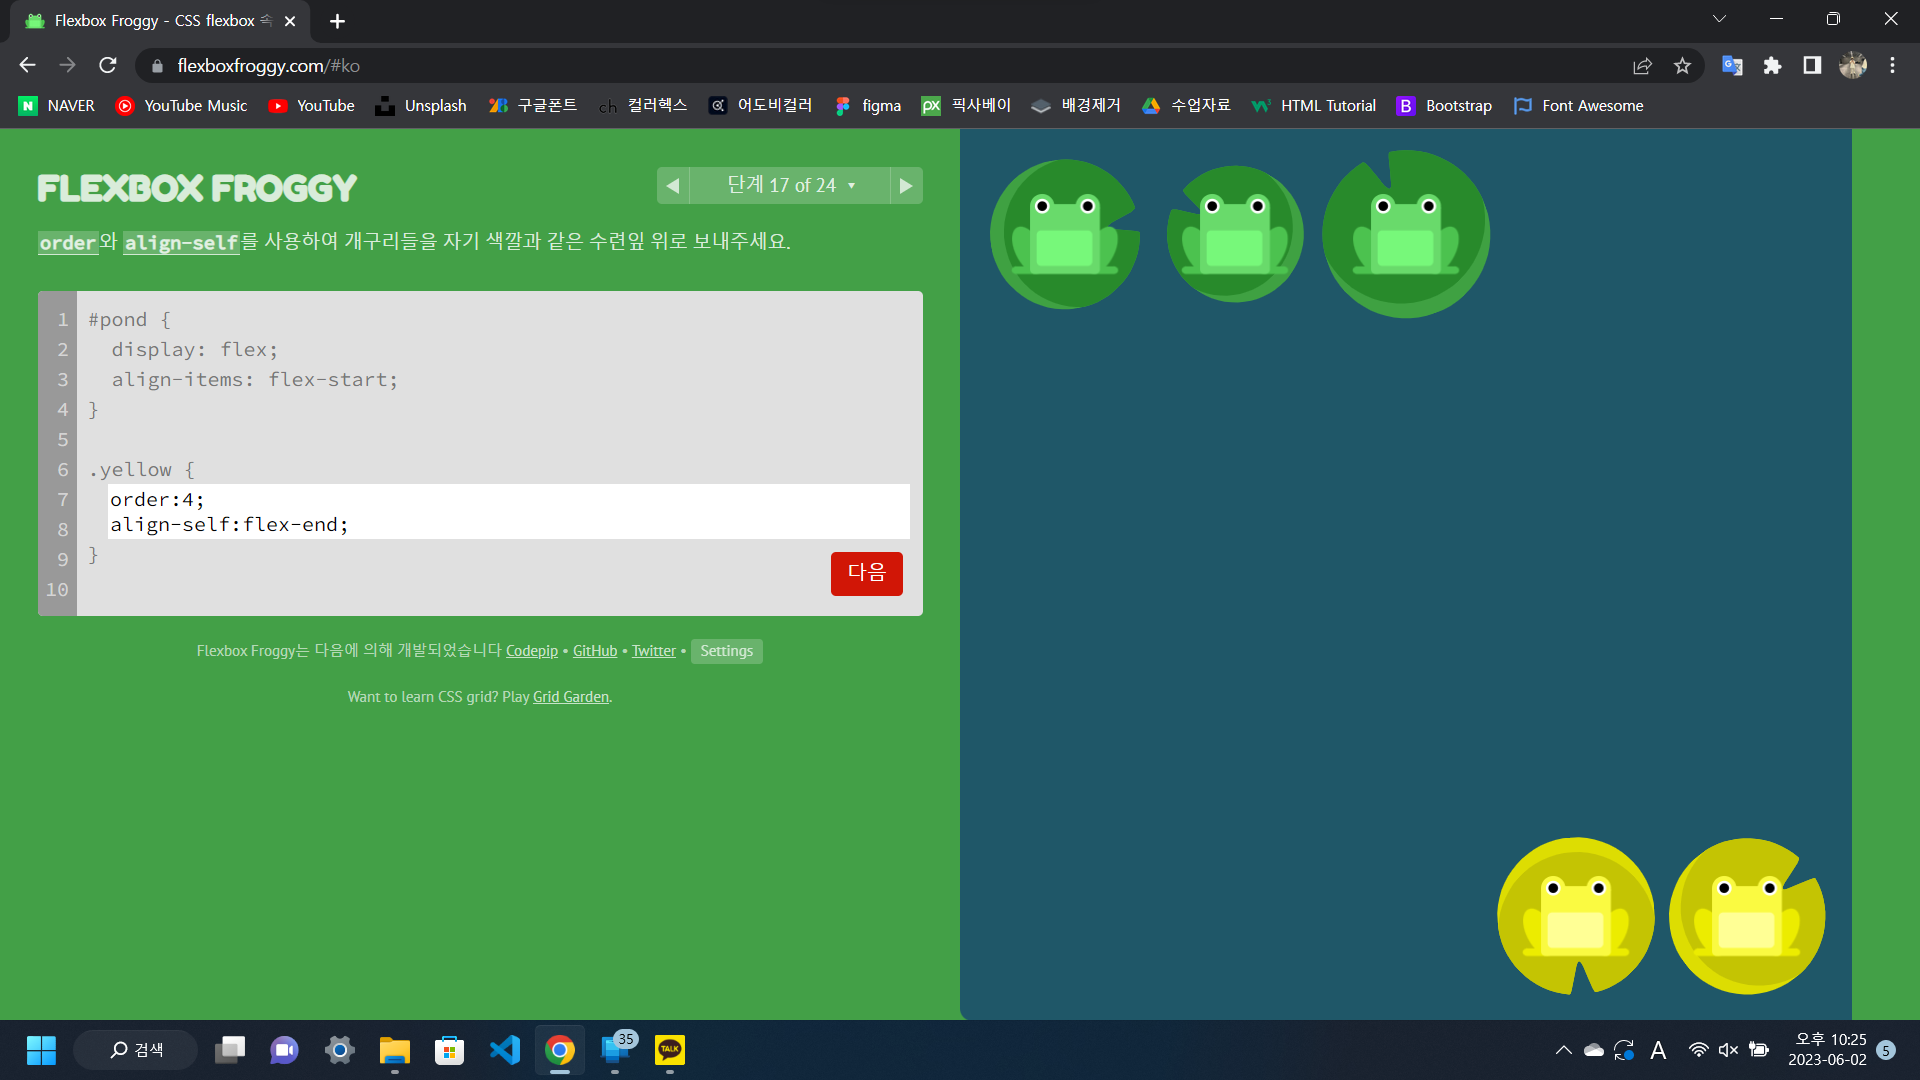 Flexbox Froggy - CSS flexbox 속
flexboxfroggy.com/#ko
NAVER YouTube Music YouTube Unsplash 구글폰트 ch 컬러헥스 어도비컬러 figma px 픽사베이 배경제거 수업자료 HTML Tutorial B Bootstrap Font Awesome
FLEXBOX FROGGY
단계 17 of 24
order와 align-self를 사용하여 개구리들을 자기 색깔과 같은 수련잎 위로 보내주세요.
1 #pond {
2 display: flex;
3 align-items: flex-start;
4 }
5
6 .yellow {
7 order:4;
8 align-self:flex-end;
9 }
10
다음
Flexbox Froggy는 다음에 의해 개발되었습니다 Codepip • GitHub • Twitter • Settings
Want to learn CSS grid? Play Grid Garden.
검색
35
TALK
A
오후 10:25
2023-06-02
5